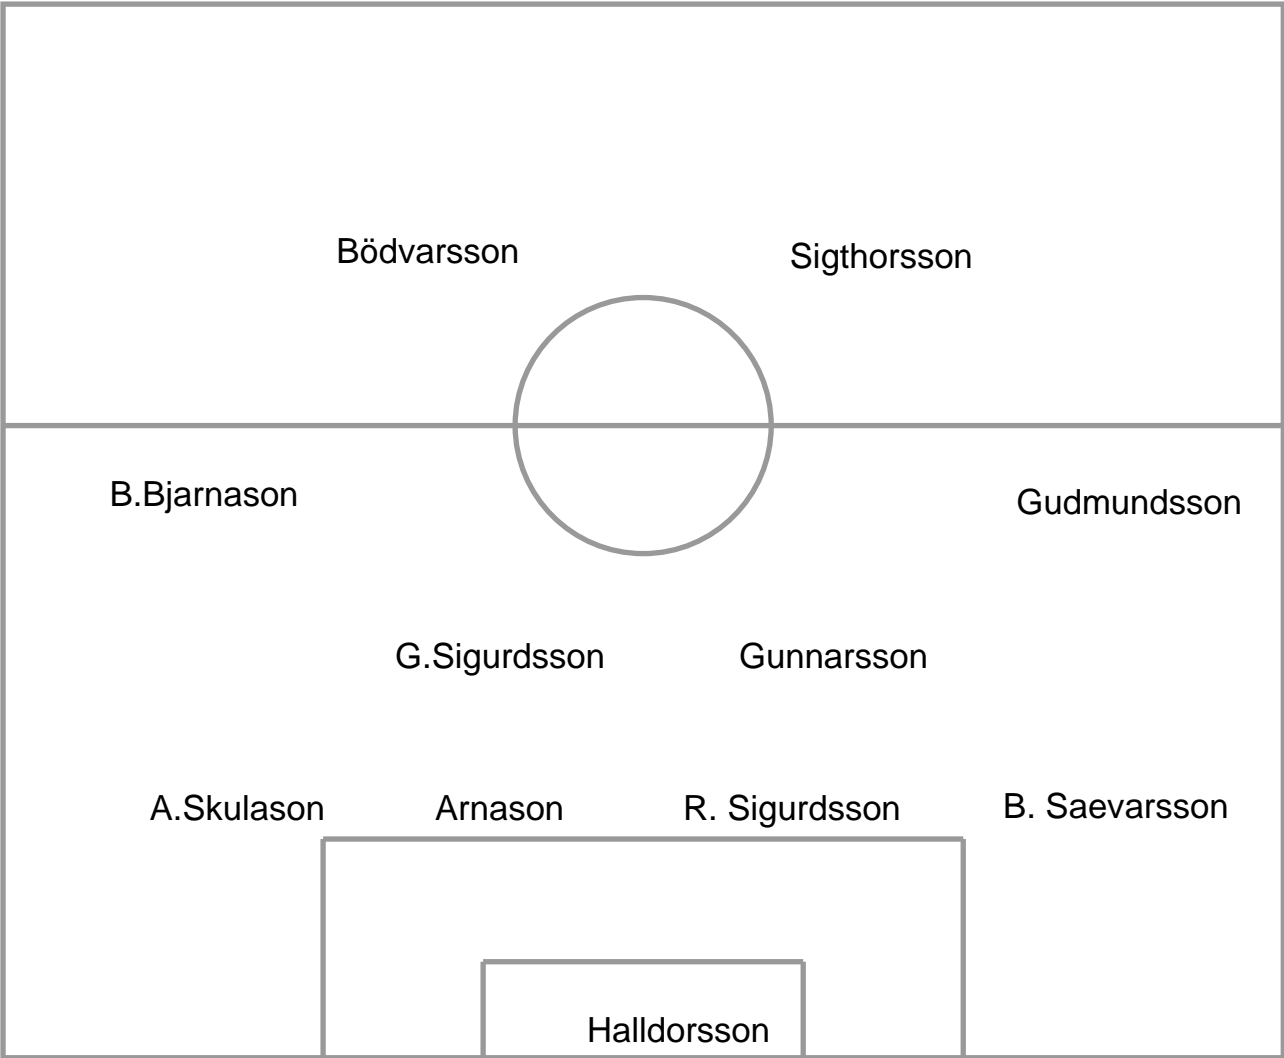 Bödvarsson
Sigthorsson
B.Bjarnason
Gudmundsson
G.Sigurdsson
Gunnarsson
A.Skulason
Arnason
R. Sigurdsson
B. Saevarsson
Halldorsson